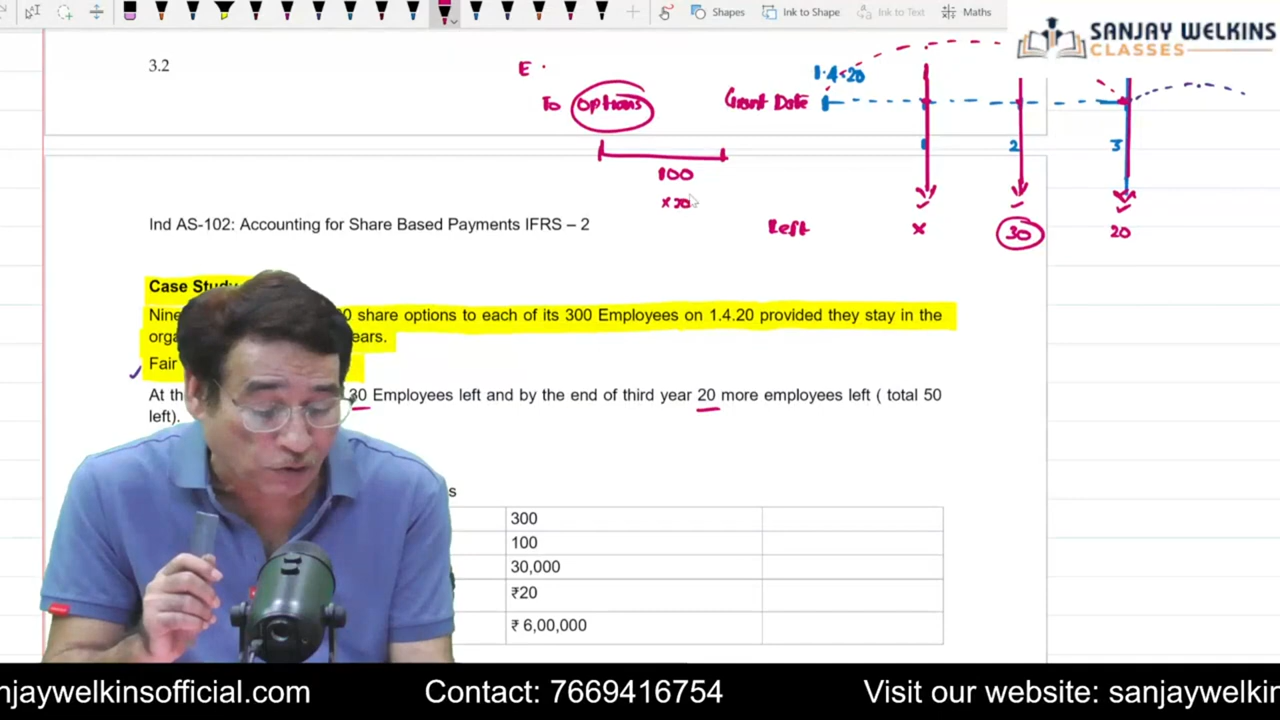 Shapes Ink to Shape Ink to Text Maths
SANJAY WELKINS
CLASSES
3.2
E
To options
Grant Date
1.4.20
1 2 3
100
Left x 30 20
Ind AS-102: Accounting for Share Based Payments IFRS – 2
Case Study
Nine 0 share options to each of its 300 Employees on 1.4.20 provided they stay in the
orga ears.
Fair
At th 30 Employees left and by the end of third year 20 more employees left ( total 50
left).
s
300
100
30,000
₹20
₹ 6,00,000
njaywelkinsofficial.com Contact: 7669416754 Visit our website: sanjaywelkin